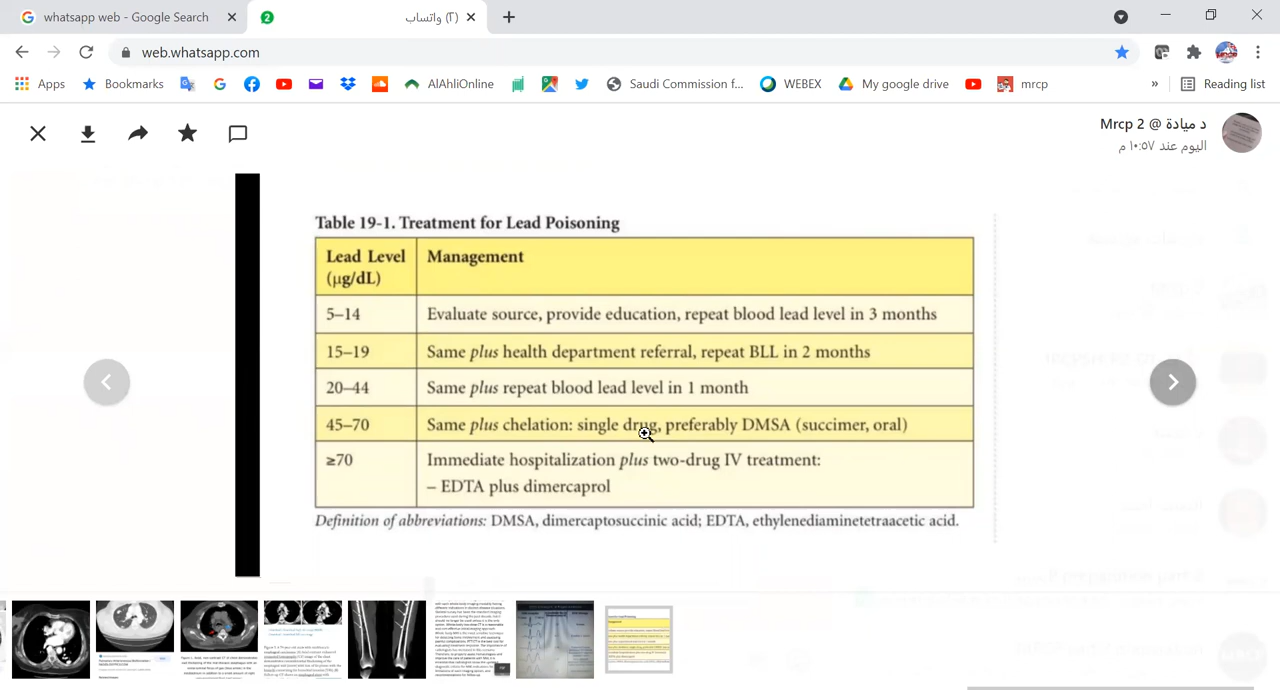 whatsapp web - Google Search
2
واتساب (٢)
web.whatsapp.com
Apps
Bookmarks
AlAhliOnline
Saudi Commission f...
WEBEX
My google drive
mrcp
»
Reading list
د ميادة @ Mrcp 2
اليوم عند ١٠:٥٧ م
Table 19-1. Treatment for Lead Poisoning
Lead Level (µg/dL) Management
5–14 Evaluate source, provide education, repeat blood lead level in 3 months
15–19 Same plus health department referral, repeat BLL in 2 months
20–44 Same plus repeat blood lead level in 1 month
45–70 Same plus chelation: single drug, preferably DMSA (succimer, oral)
≥70 Immediate hospitalization plus two-drug IV treatment:
– EDTA plus dimercaprol
Definition of abbreviations: DMSA, dimercaptosuccinic acid; EDTA, ethylenediaminetetraacetic acid.